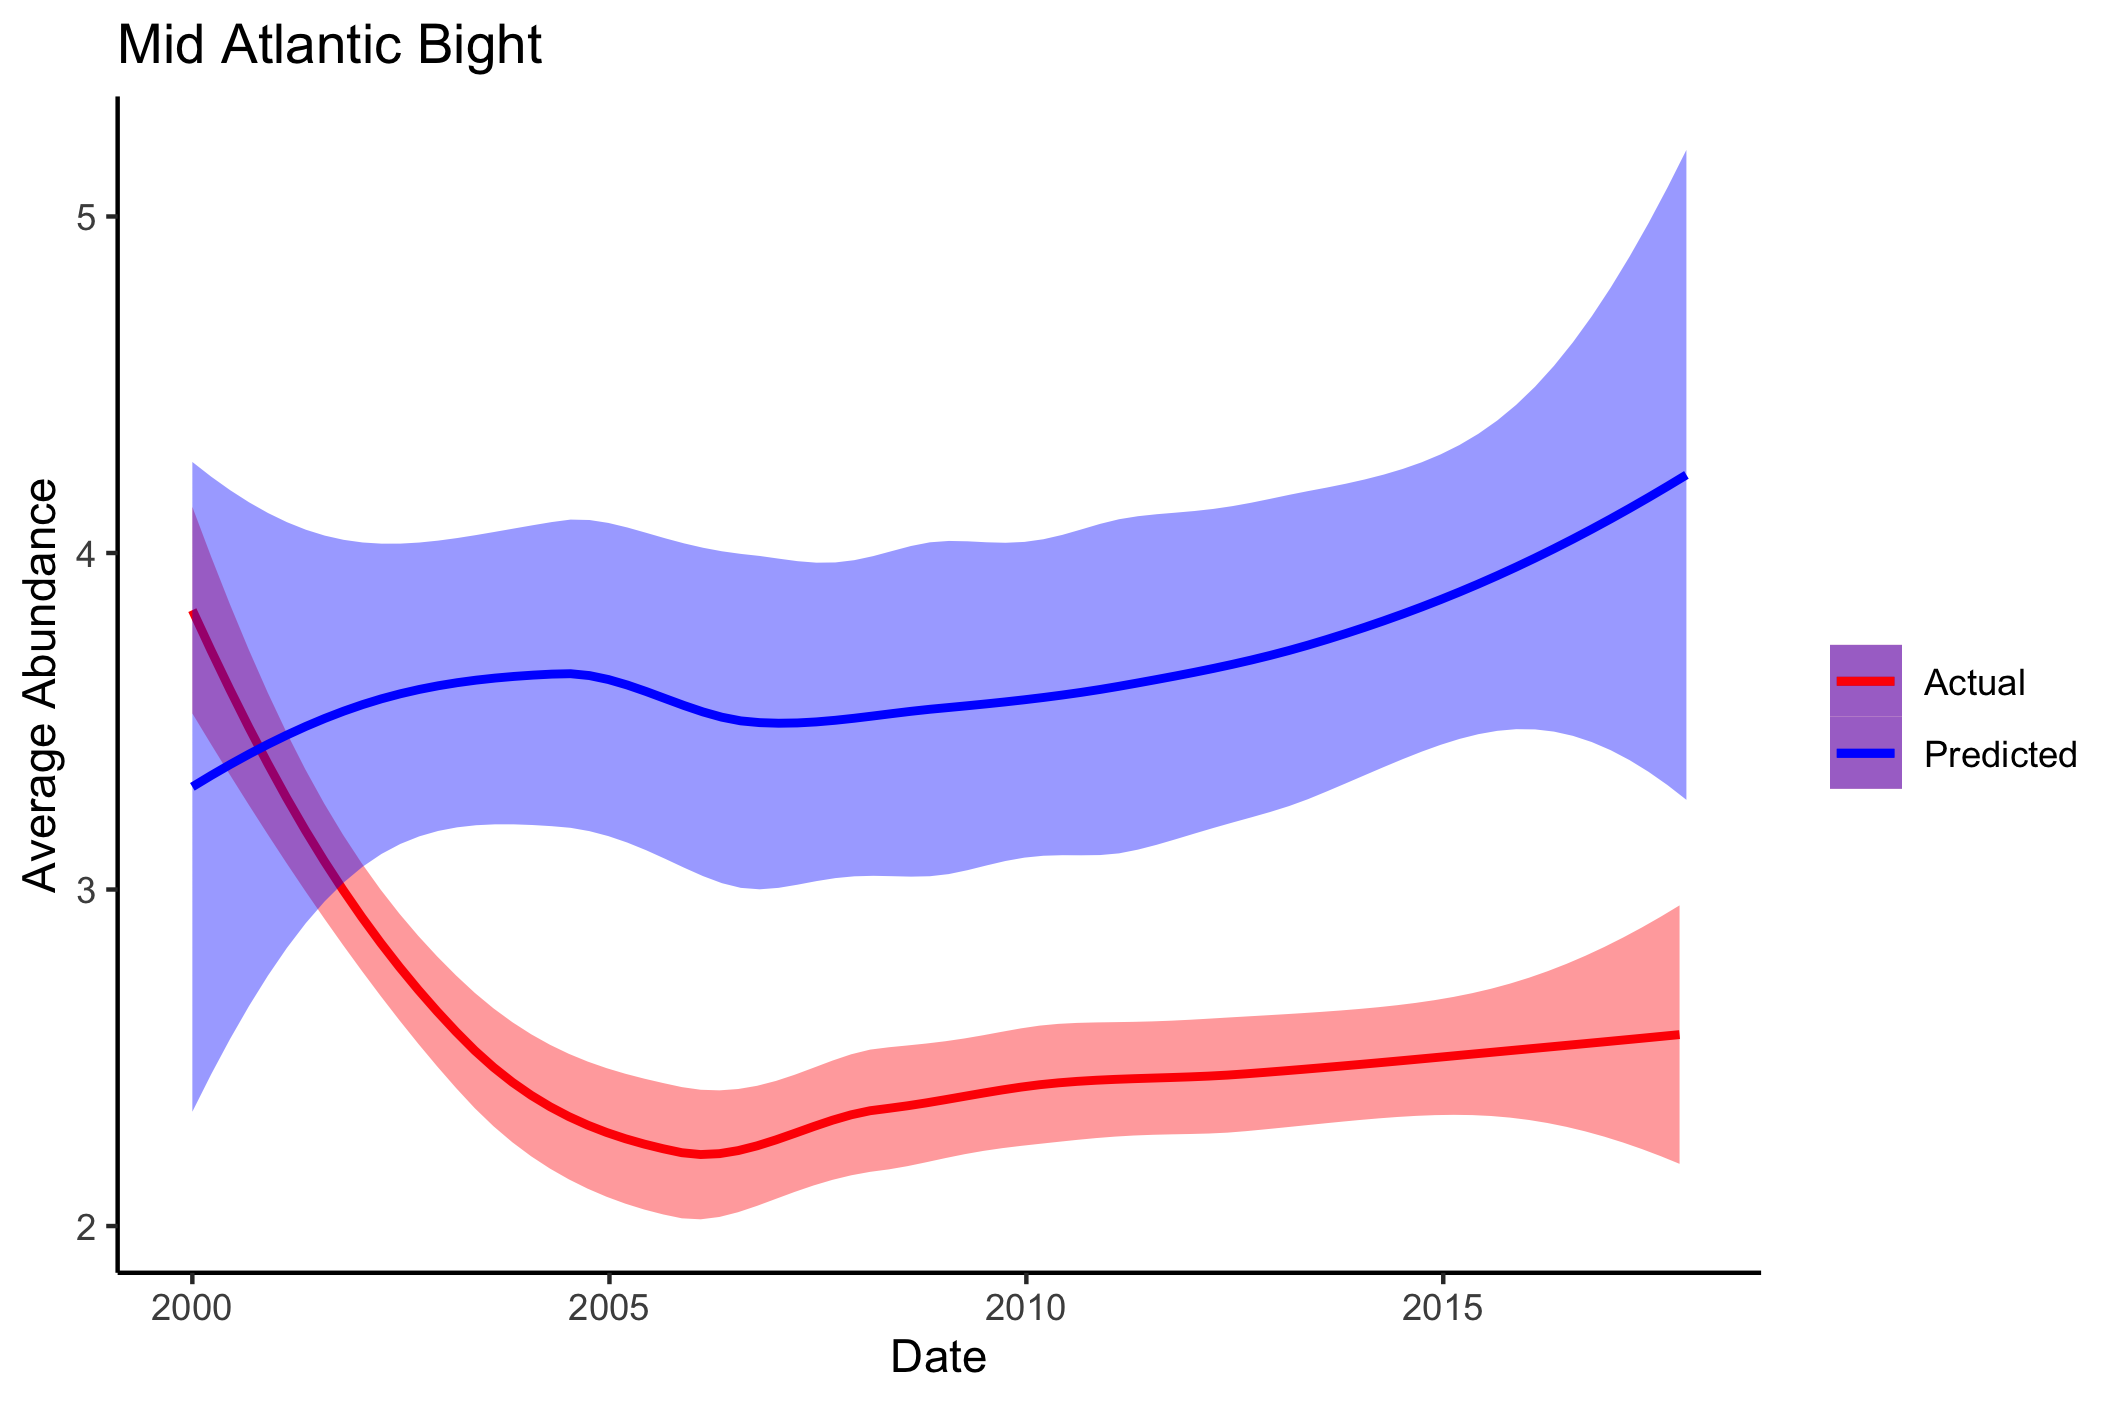 Mid Atlantic Bight
Average Abundance
5
4
3
2
2000 2005 2010 2015
Date
Actual
Predicted